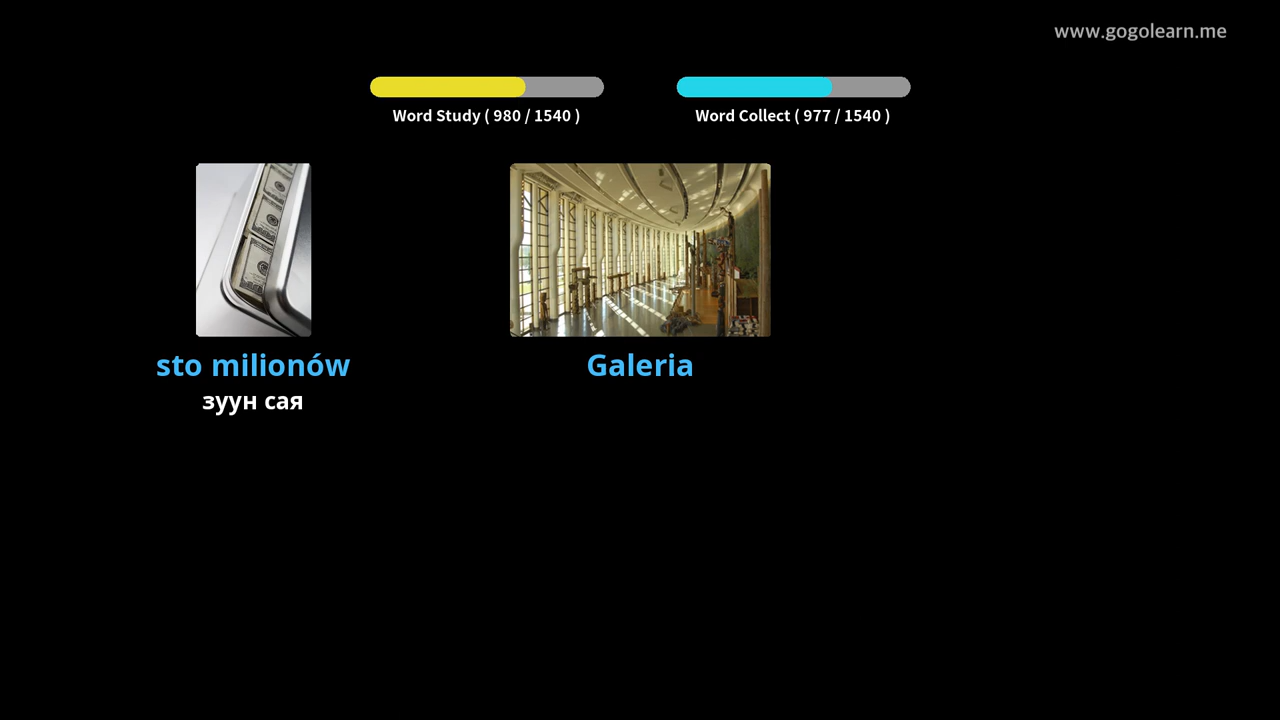 www.gogolearn.me
Word Study ( 980 / 1540 )
Word Collect ( 977 / 1540 )
sto milionów
зуун сая
Galeria